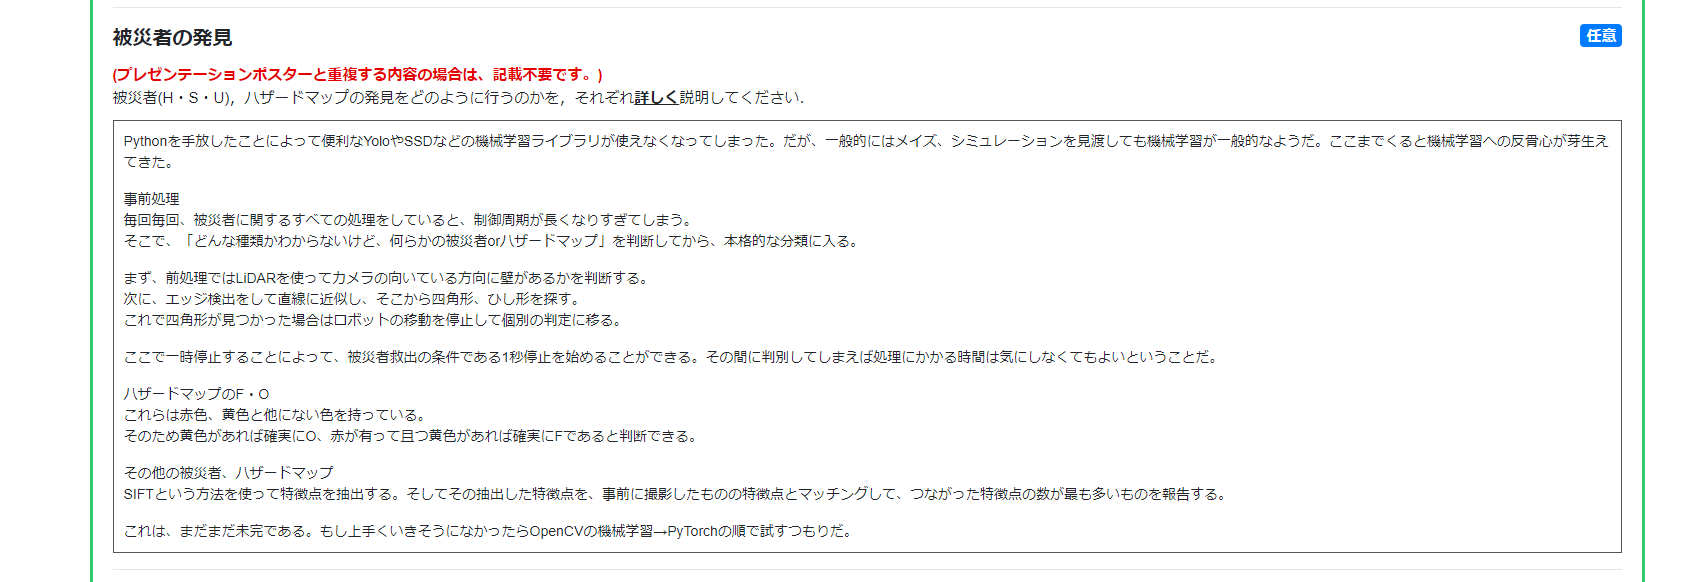 被災者の発見
任意
(プレゼンテーションポスターと重複する内容の場合は、記載不要です。)
被災者(H・S・U)，ハザードマップの発見をどのように行うのかを，それぞれ詳しく説明してください．
Pythonを手放したことによって便利なYoloやSSDなどの機械学習ライブラリが使えなくなってしまった。だが、一般的にはメイズ、シミュレーションを見渡しても機械学習が一般的なようだ。ここまでくると機械学習への反骨心が芽生え
てきた。
事前処理
毎回毎回、被災者に関するすべての処理をしていると、制御周期が長くなりすぎてしまう。
そこで、「どんな種類かわからないけど、何らかの被災者orハザードマップ」を判断してから、本格的な分類に入る。
まず、前処理ではLiDARを使ってカメラの向いている方向に壁があるかを判断する。
次に、エッジ検出をして直線に近似し、そこから四角形、ひし形を探す。
これで四角形が見つかった場合はロボットの移動を停止して個別の判定に移る。
ここで一時停止することによって、被災者救出の条件である1秒停止を始めることができる。その間に判別してしまえば処理にかかる時間は気にしなくてもよいということだ。
ハザードマップのF・O
これらは赤色、黄色と他にない色を持っている。
そのため黄色があれば確実にO、赤が有って且つ黄色があれば確実にFであると判断できる。
その他の被災者、ハザードマップ
SIFTという方法を使って特徴点を抽出する。そしてその抽出した特徴点を、事前に撮影したものの特徴点とマッチングして、つながった特徴点の数が最も多いものを報告する。
これは、まだまだ未完である。もし上手くいきそうになかったらOpenCVの機械学習→PyTorchの順で試すつもりだ。